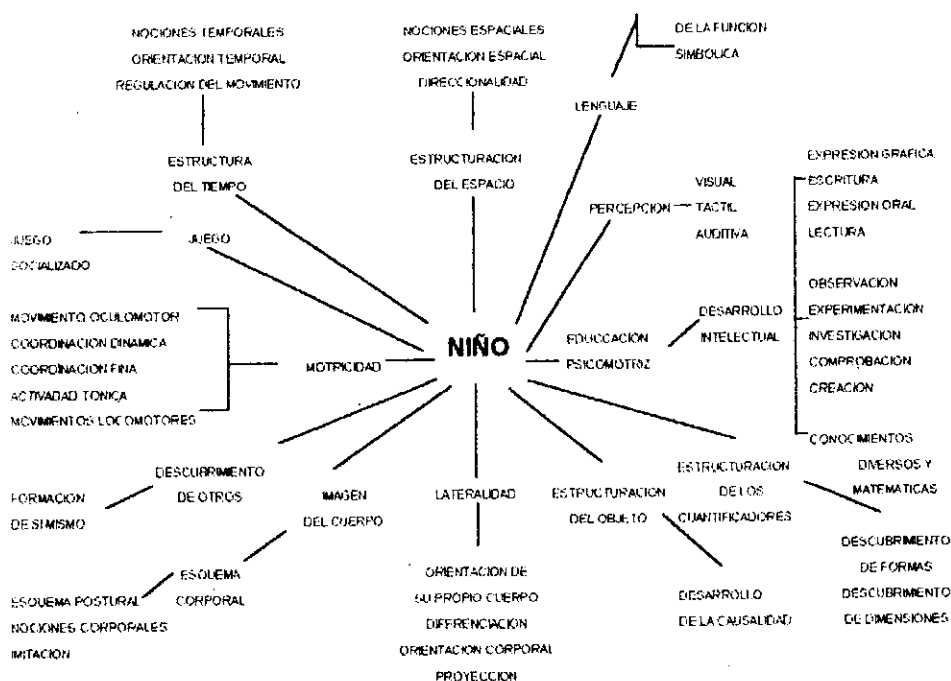 NOCIONES TEMPORALES
ORIENTACION TEMPORAL
REGULACION DEL MOVIMIENTO
NOCIONES ESPACIALES
ORIENTACION ESPACIAL
DIRECCIONALIDAD
DE LA FUNCION
SIMBOLICA
LENGUAJE
ESTRUCTURA
DEL TIEMPO
ESTRUCTURACION
DEL ESPACIO
PERCEPCION
VISUAL
TACTIL
AUDITIVA
EXPRESION GRAFICA
ESCRITURA
EXPRESION ORAL
LECTURA
JUEGO
SOCIALIZADO
JUEGO
OBSERVACION
EXPERIMENTACION
INVESTIGACION
COMPROBACION
CREACION
MOVIMIENTO OCULOMOTOR
COORDINACION DINAMICA
COORDINACION FINA
ACTIVADAD TONICA
MOVIMIENTOS LOCOMOTORES
MOTRICIDAD
NIÑO
EDUCCACION
PSICOMOTRIZ
DESARROLLO
INTELECTUAL
CONOCIMIENTOS
DIVERSOS Y
MATEMATICAS
FORMACION
DE SI MISMO
DESCUBRIMIENTO
DE OTROS
IMAGEN
DEL CUERPO
LATERALIDAD
ESTRUCTURACION
DEL OBJETO
ESTRUCTURACION
DE LOS
CUANTIFICADORES
ESQUEMA POSTURAL
NOCIONES CORPORALES
IMITACION
ESQUEMA
CORPORAL
ORIENTACION DE
SU PROPIO CUERPO
DIFRENCIACION
ORIENTACION CORPORAL
PROYECCION
DESARROLLO
DE LA CAUSALIDAD
DESCUBRIMIENTO
DE FORMAS
DESCUBRIMIENTO
DE DIMENSIONES